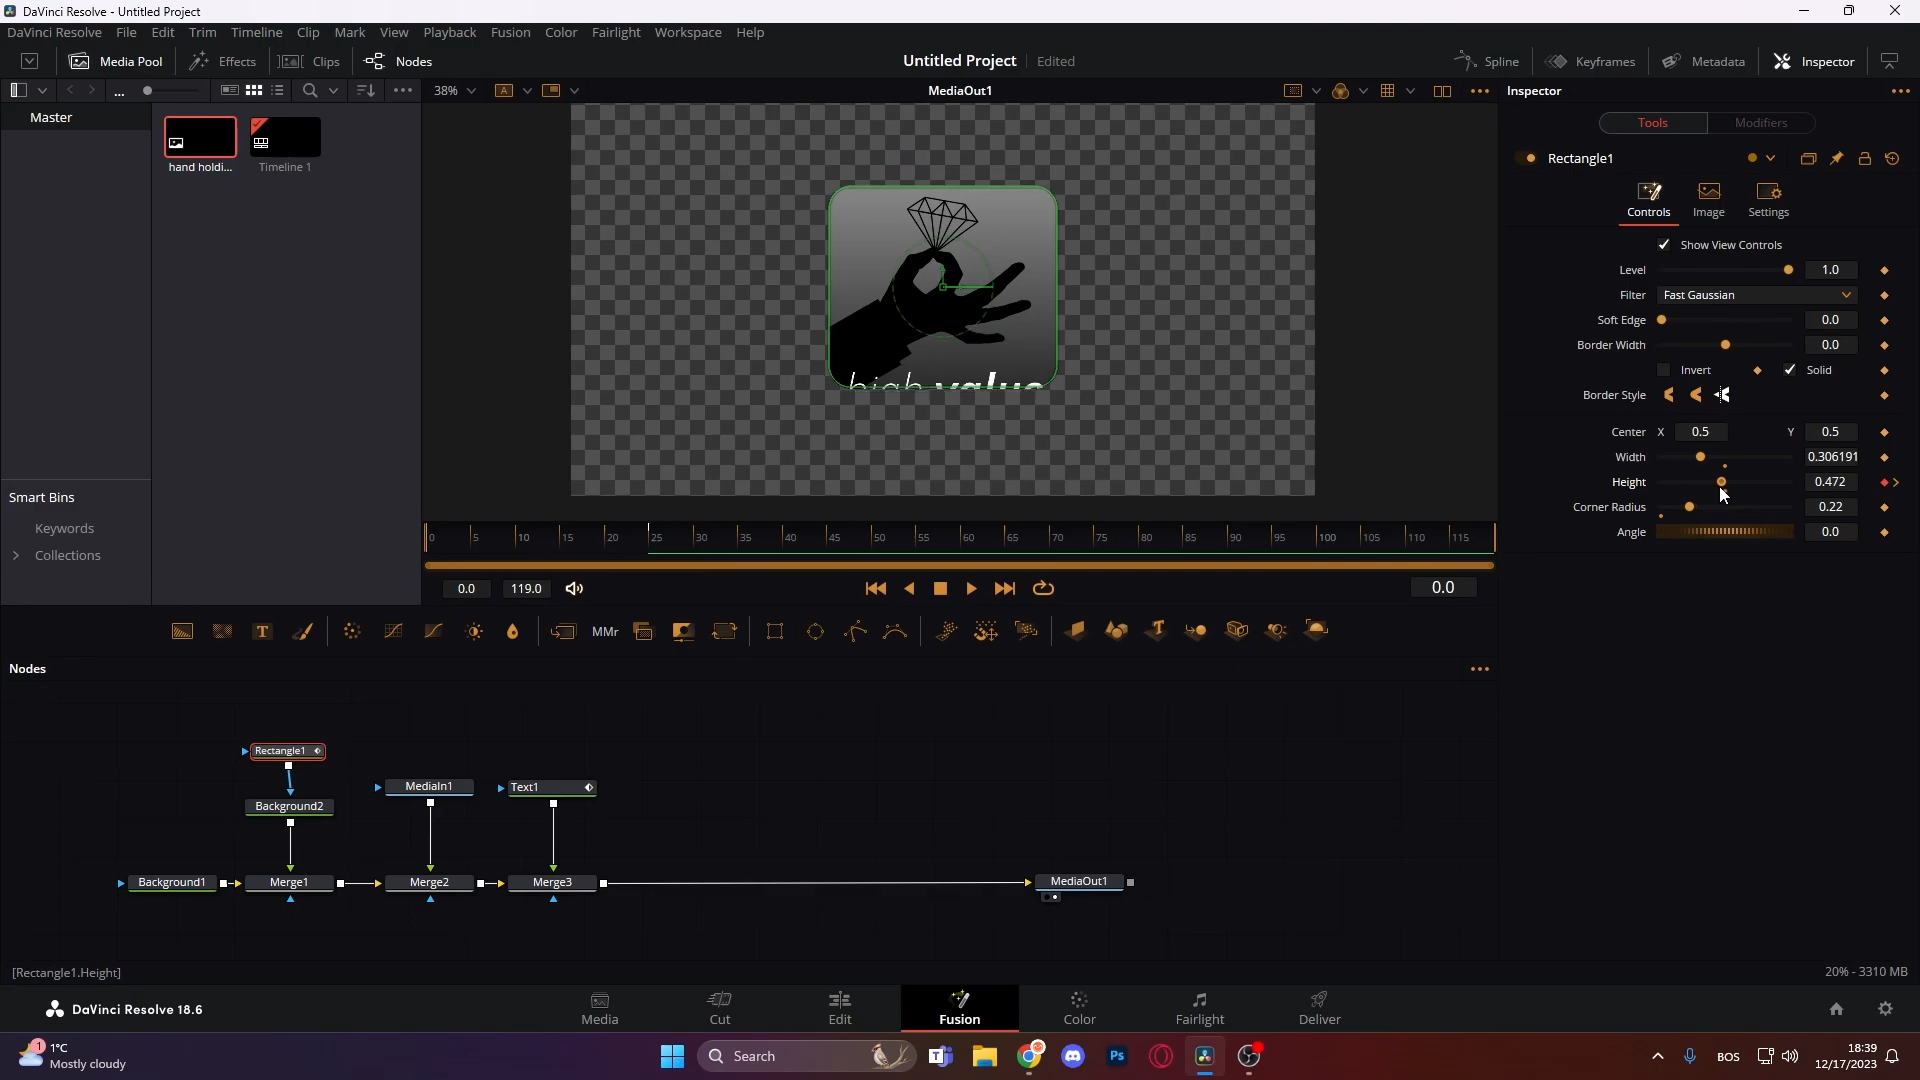 DaVinci Resolve - Untitled Project
DaVinci Resolve File Edit Trim Timeline Clip Mark View Playback Fusion Color Fairlight Workspace Help
Media Pool Effects Clips Nodes Untitled Project Edited Spline Keyframes Metadata Inspector
... 38% A MediaOut1 Inspector
Master
hand holdi...
Timeline 1
high value
Smart Bins
Keywords
Collections
0 5 10 15 20 25 30 35 40 45 50 55 60 65 70 75 80 85 90 95 100 105 110 115
0.0 119.0 0.0
Tools Modifiers
Rectangle1
Controls Image Settings
Show View Controls
Level 1.0
Filter Fast Gaussian
Soft Edge 0.0
Border Width 0.0
Invert Solid
Border Style
Center X 0.5 Y 0.5
Width 0.306191
Height 0.472
Corner Radius 0.22
Angle 0.0
T MMr T
Nodes
Rectangle1
MediaIn1
Text1
Background2
Background1
Merge1
Merge2
Merge3
MediaOut1
[Rectangle1.Height]
20% - 3310 MB
DaVinci Resolve 18.6
Media Cut Edit Fusion Color Fairlight Deliver
1
1°C
Mostly cloudy
Search
Ps
BOS
18:39
12/17/2023